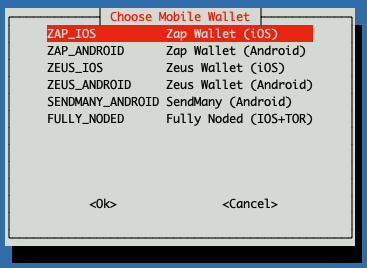 Choose Mobile Wallet
ZAP_IOS Zap Wallet (iOS)
ZAP_ANDROID Zap Wallet (Android)
ZEUS_IOS Zeus Wallet (iOS)
ZEUS_ANDROID Zeus Wallet (Android)
SENDMANY_ANDROID SendMany (Android)
FULLY_NODED Fully Noded (IOS+TOR)
<Ok> <Cancel>